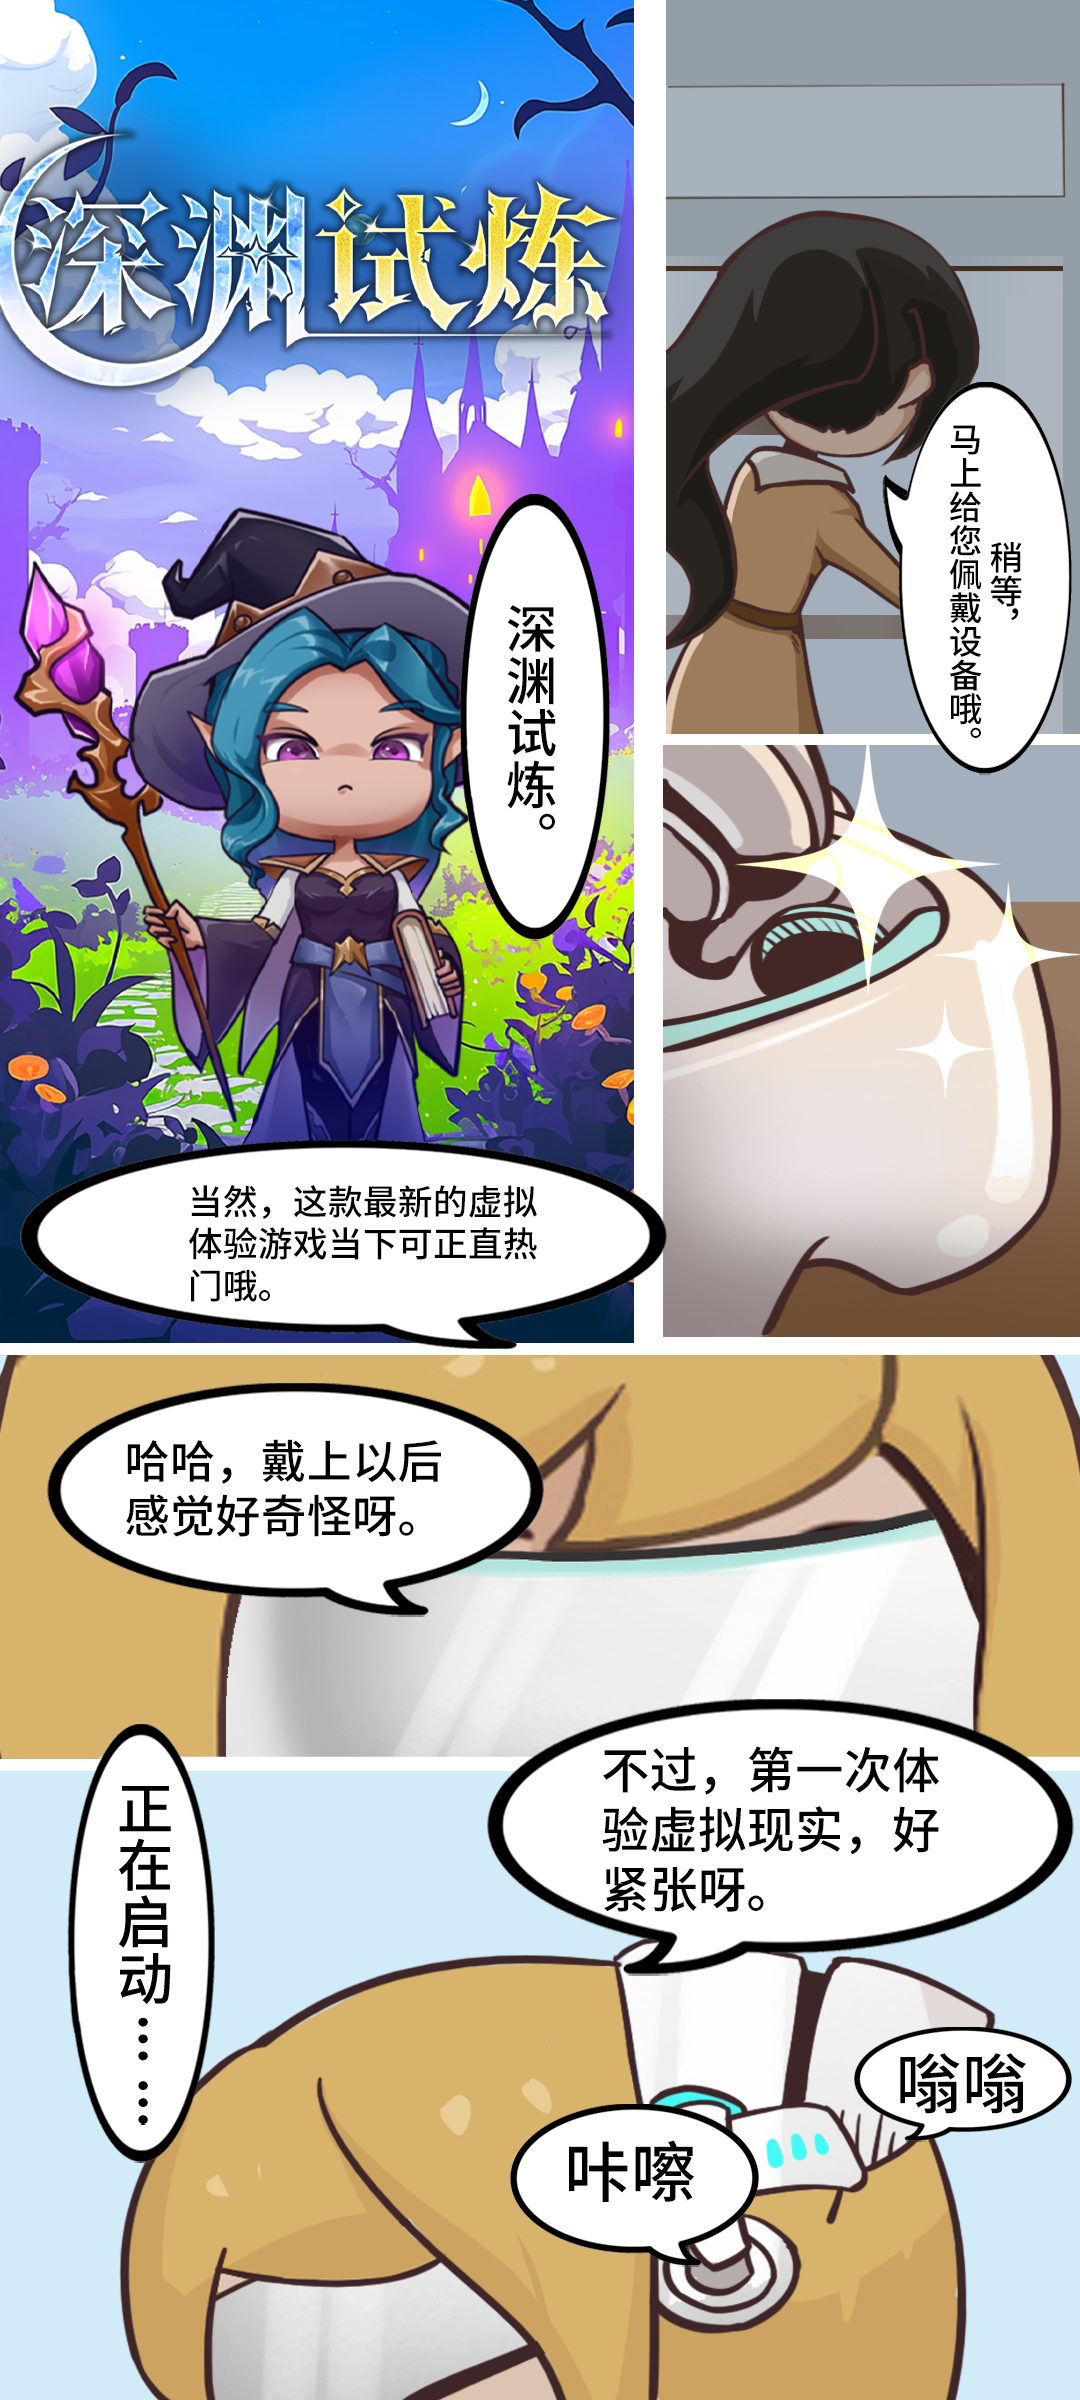 深渊试炼
深渊试炼。
当然，这款最新的虚拟
体验游戏当下可正直热
门哦。
稍等，
马上给您佩戴设备哦。
哈哈，戴上以后
感觉好奇怪呀。
不过，第一次体
验虚拟现实，好
紧张呀。
正在启动……
嗡嗡
咔嚓